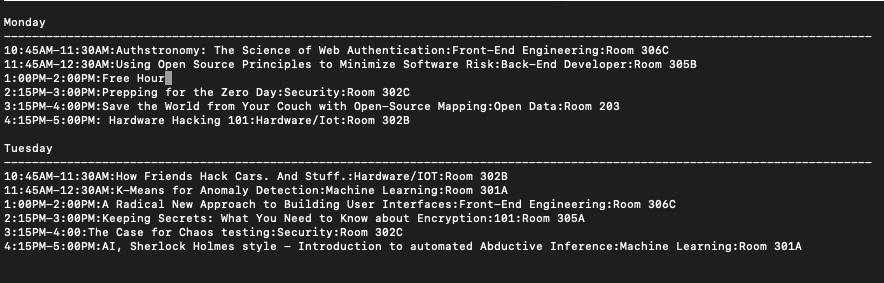 Monday
10:45AM—11:30AM:Authstronomy: The Science of Web Authentication:Front—End Engineering:Room 306C
11:45AM—12:30AM:Using Open Source Principles to Minimize Software Risk:Back—End Developer:Room 305B
1:00PM—2:00PM:Free Hour
2:15PM—3:00PM:Prepping for the Zero Day:Security:Room 302C
3:15PM—4:00PM:Save the World from Your Couch with Open—Source Mapping:Open Data:Room 203
4:15PM—5:00PM: Hardware Hacking 101:Hardware/Iot:Room 302B
Tuesday
10:45AM—11:30AM:How Friends Hack Cars. And Stuff.:Hardware/IOT:Room 302B
11:45AM—12:30AM:K—Means for Anomaly Detection:Machine Learning:Room 301A
1:00PM—2:00PM:A Radical New Approach to Building User Interfaces:Front—End Engineering:Room 306C
2:15PM—3:00PM:Keeping Secrets: What You Need to Know about Encryption:101:Room 305A
3:15PM—4:00:The Case for Chaos testing:Security:Room 302C
4:15PM—5:00PM:AI, Sherlock Holmes style — Introduction to automated Abductive Inference:Machine Learning:Room 301A